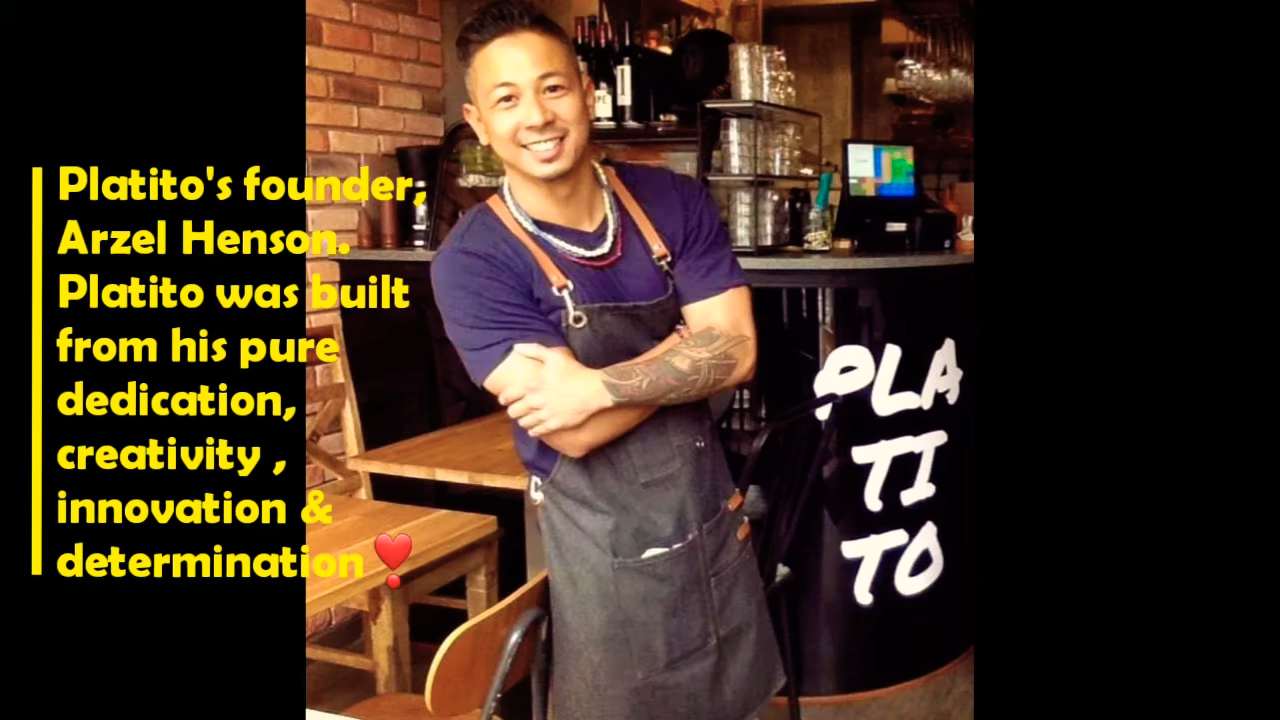 Platito's founder,
Arzel Henson.
Platito was built
from his pure
dedication,
creativity ,
innovation &
determination❣️
PLA
TI
TO